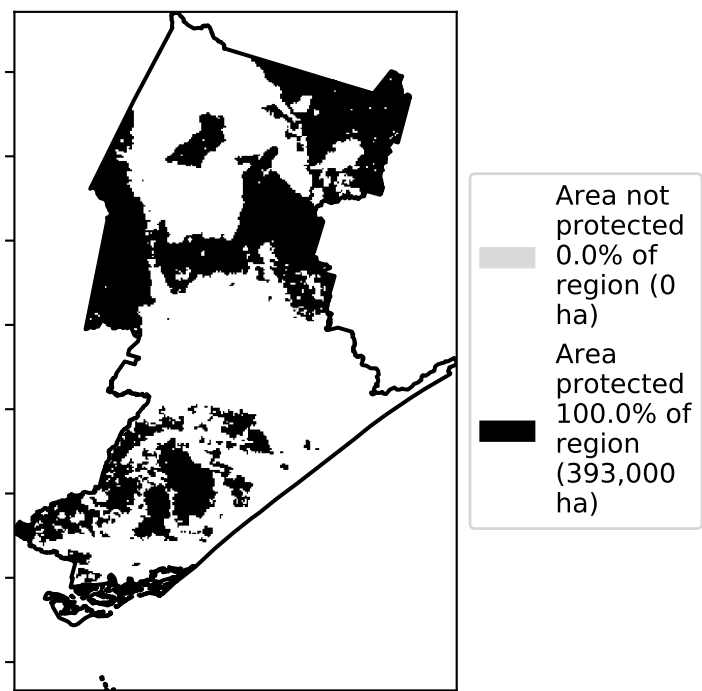 Area not
protected
0.0% of
region (0
ha)
Area
protected
100.0% of
region
(393,000
ha)